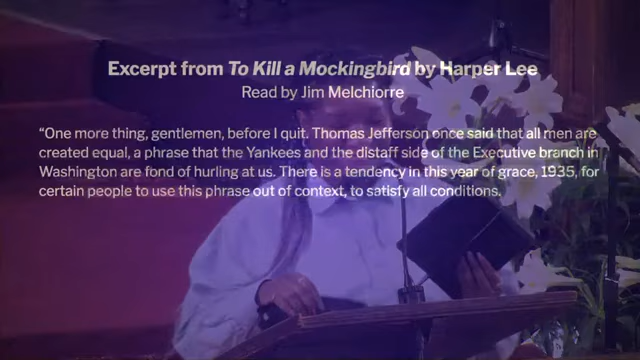 Excerpt from To Kill a Mockingbird by Harper Lee
Read by Jim Melchiorre
“One more thing, gentlemen, before I quit. Thomas Jefferson once said that all men are
created equal, a phrase that the Yankees and the distaff side of the Executive branch in
Washington are fond of hurling at us. There is a tendency in this year of grace, 1935, for
certain people to use this phrase out of context, to satisfy all conditions.